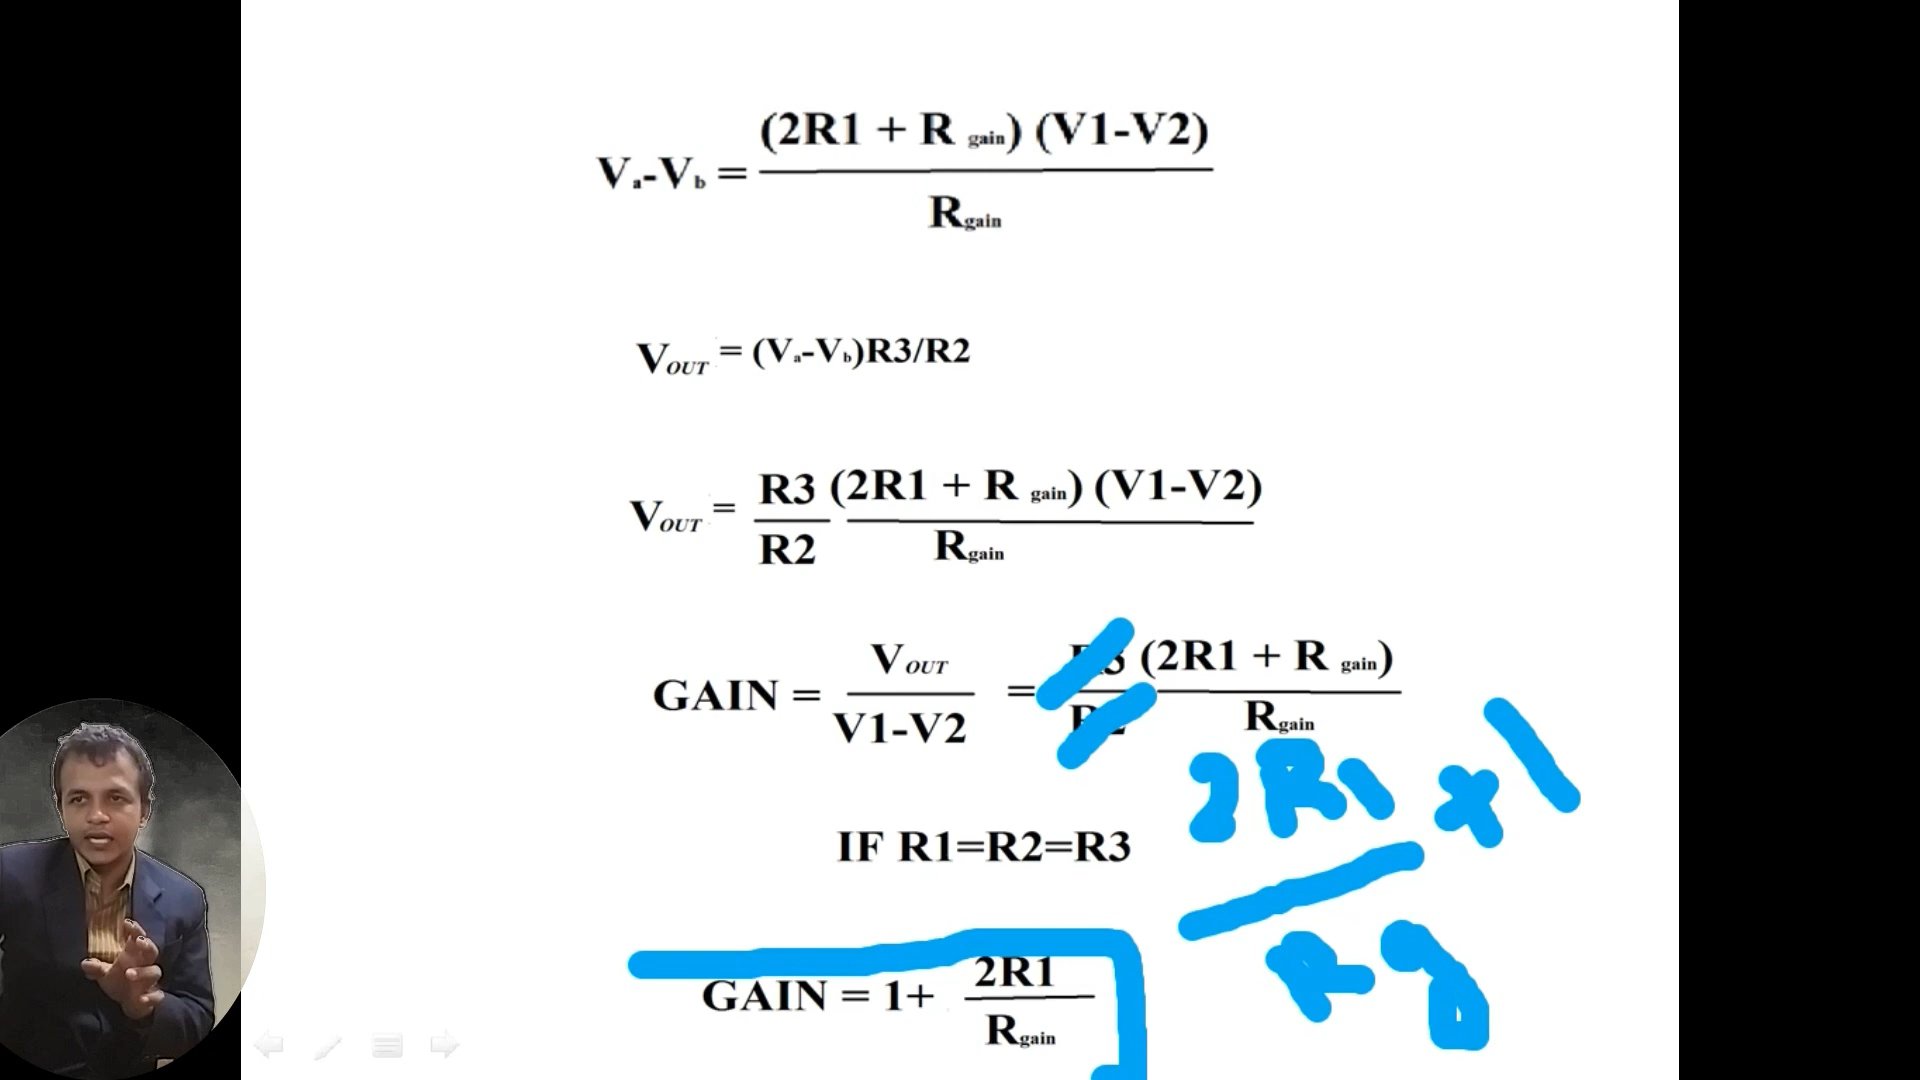 (2R1 + R gain) (V1-V2)
Va-Vb =
Rgain
VOUT = (Va-Vb)R3/R2
R3 (2R1 + R gain) (V1-V2)
VOUT =
R2 Rgain
VOUT = R3 (2R1 + R gain)
GAIN =
V1-V2 R2 Rgain
2R1 + 1
Rg
IF R1=R2=R3
2R1
GAIN = 1+
Rgain